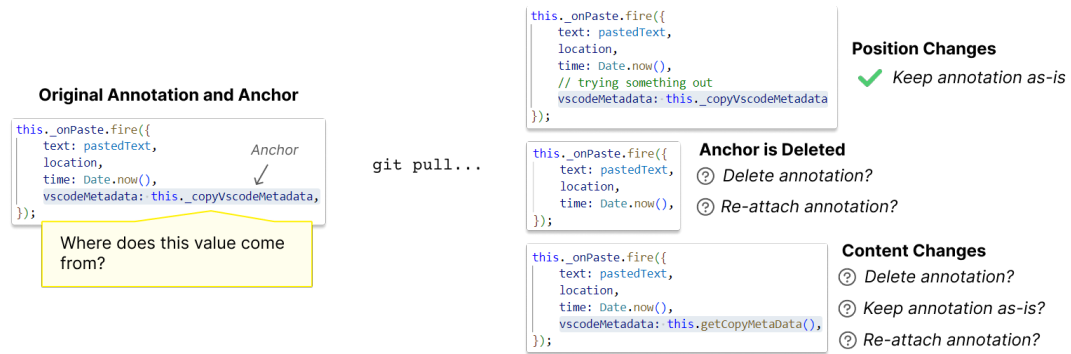 Original Annotation and Anchor
this._onPaste.fire({
text: pastedText,
location,
time: Date.now(),
vscodeMetadata: this._copyVscodeMetadata,
});
Anchor
Where does this value come
from?
git pull...
this._onPaste.fire({
text: pastedText,
location,
time: Date.now(),
// trying something out
vscodeMetadata: this._copyVscodeMetadata
});
Position Changes
Keep annotation as-is
this._onPaste.fire({
text: pastedText,
location,
time: Date.now(),
});
Anchor is Deleted
Delete annotation?
Re-attach annotation?
this._onPaste.fire({
text: pastedText,
location,
time: Date.now(),
vscodeMetadata: this.getCopyMetaData(),
});
Content Changes
Delete annotation?
Keep annotation as-is?
Re-attach annotation?